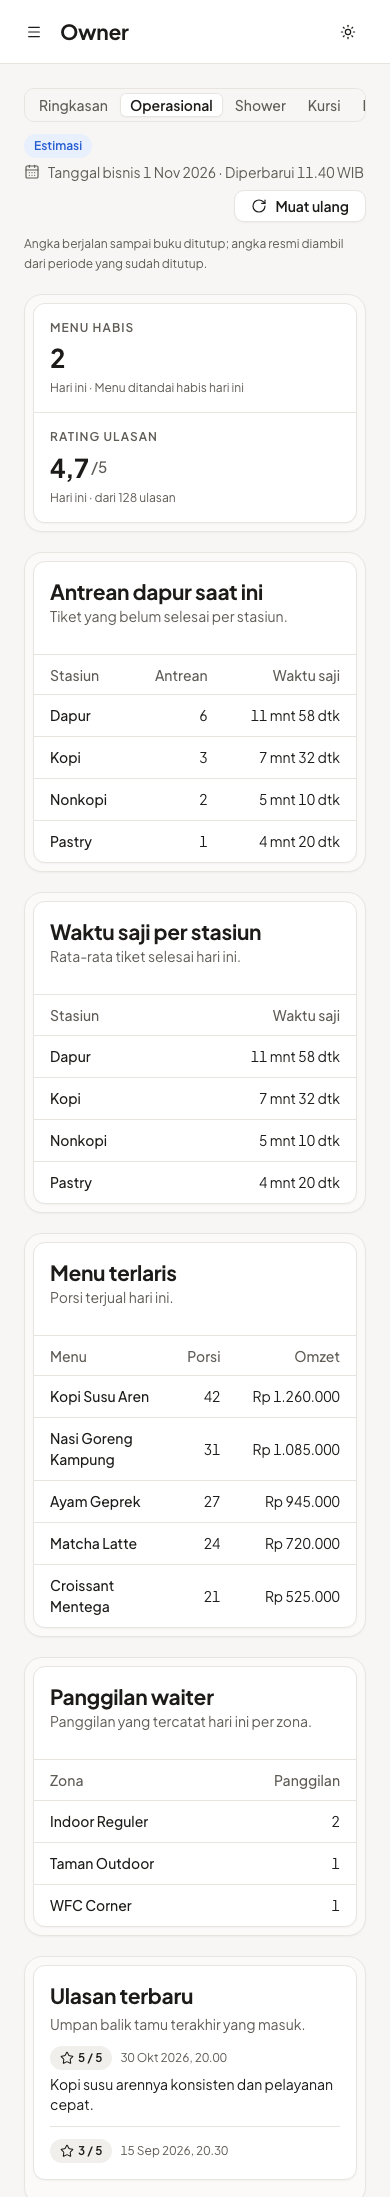 Owner
Ringkasan Operasional Shower Kursi
Estimasi
Tanggal bisnis 1 Nov 2026 · Diperbarui 11.40 WIB
Muat ulang
Angka berjalan sampai buku ditutup; angka resmi diambil
dari periode yang sudah ditutup.
MENU HABIS
2
Hari ini · Menu ditandai habis hari ini
RATING ULASAN
4,7 /5
Hari ini · dari 128 ulasan
Antrean dapur saat ini
Tiket yang belum selesai per stasiun.
Stasiun Antrean Waktu saji
Dapur 6 11 mnt 58 dtk
Kopi 3 7 mnt 32 dtk
Nonkopi 2 5 mnt 10 dtk
Pastry 1 4 mnt 20 dtk
Waktu saji per stasiun
Rata-rata tiket selesai hari ini.
Stasiun Waktu saji
Dapur 11 mnt 58 dtk
Kopi 7 mnt 32 dtk
Nonkopi 5 mnt 10 dtk
Pastry 4 mnt 20 dtk
Menu terlaris
Porsi terjual hari ini.
Menu Porsi Omzet
Kopi Susu Aren 42 Rp 1.260.000
Nasi Goreng
Kampung 31 Rp 1.085.000
Ayam Geprek 27 Rp 945.000
Matcha Latte 24 Rp 720.000
Croissant
Mentega 21 Rp 525.000
Panggilan waiter
Panggilan yang tercatat hari ini per zona.
Zona Panggilan
Indoor Reguler 2
Taman Outdoor 1
WFC Corner 1
Ulasan terbaru
Umpan balik tamu terakhir yang masuk.
5 / 5 30 Okt 2026, 20.00
Kopi susu arennya konsisten dan pelayanan
cepat.
3 / 5 15 Sep 2026, 20.30